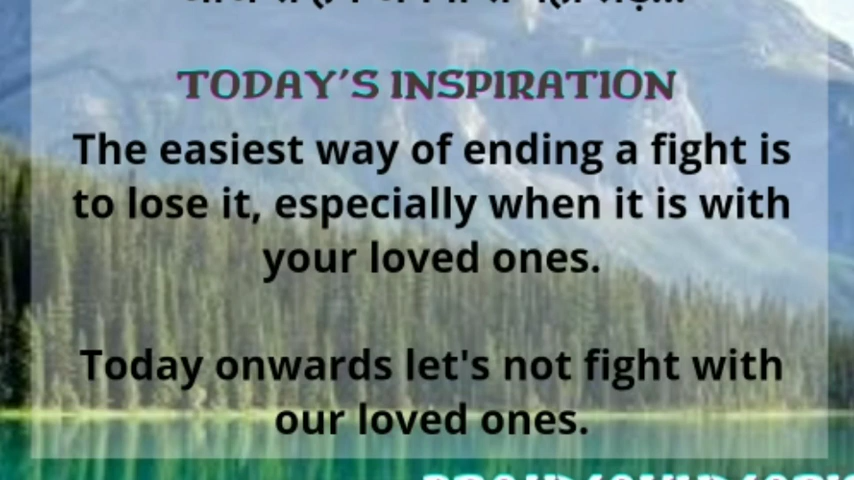 TODAY'S INSPIRATION
The easiest way of ending a fight is
to lose it, especially when it is with
your loved ones.
Today onwards let's not fight with
our loved ones.